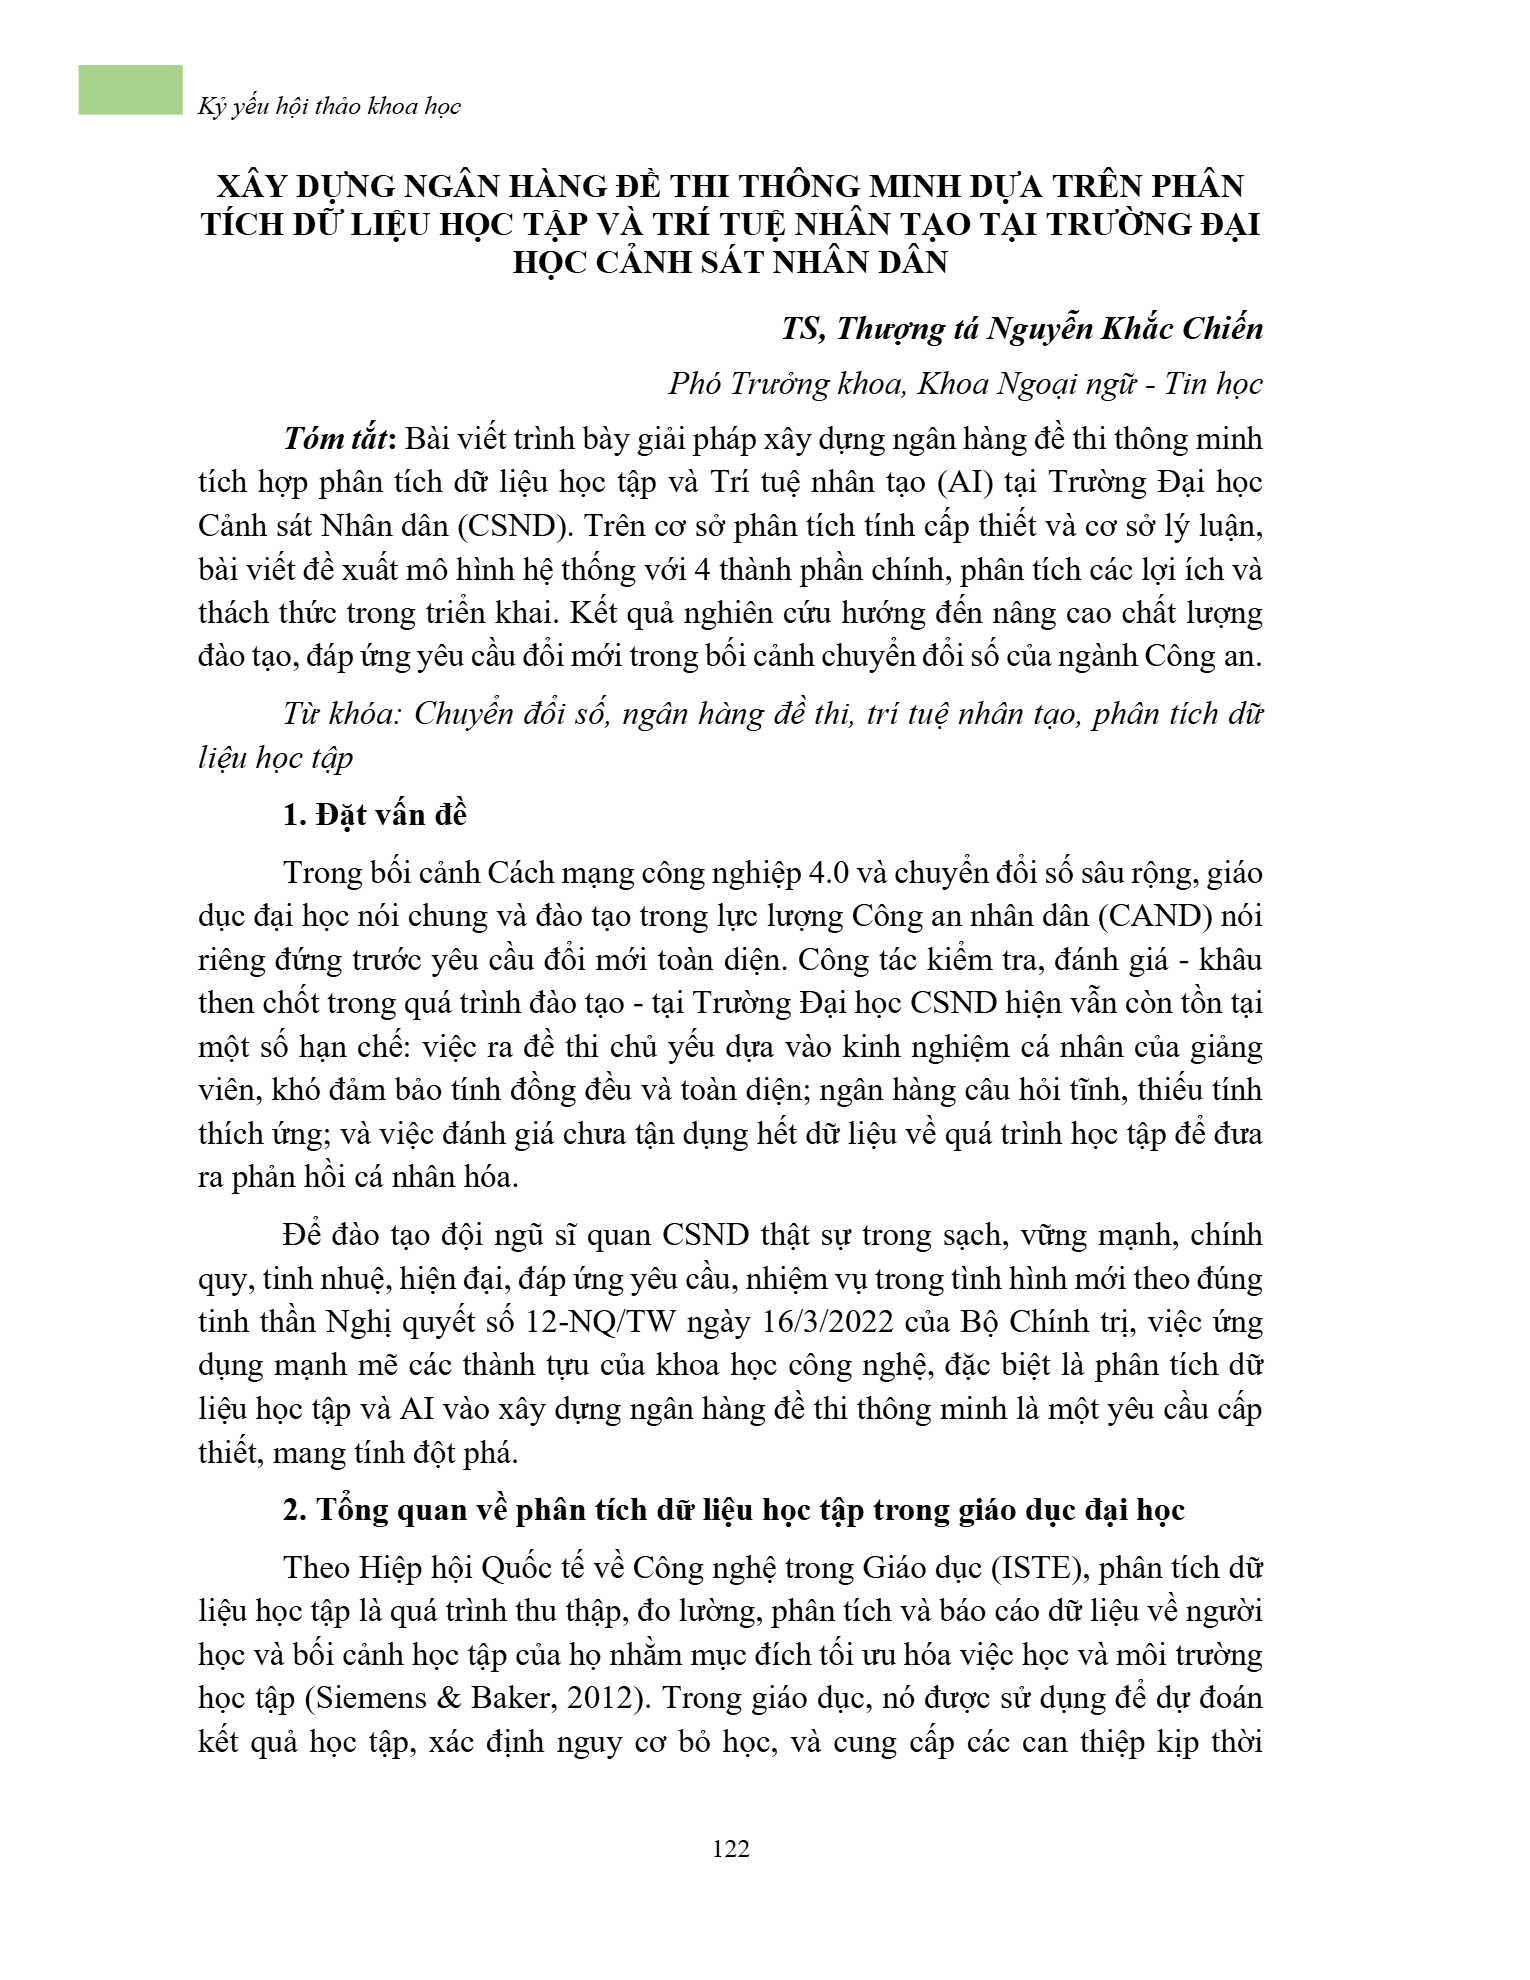 Kỷ yếu hội thảo khoa học
XÂY DỰNG NGÂN HÀNG ĐỀ THI THÔNG MINH DỰA TRÊN PHÂN
TÍCH DỮ LIỆU HỌC TẬP VÀ TRÍ TUỆ NHÂN TẠO TẠI TRƯỜNG ĐẠI
HỌC CẢNH SÁT NHÂN DÂN
TS, Thượng tá Nguyễn Khắc Chiến
Phó Trưởng khoa, Khoa Ngoại ngữ - Tin học
Tóm tắt: Bài viết trình bày giải pháp xây dựng ngân hàng đề thi thông minh
tích hợp phân tích dữ liệu học tập và Trí tuệ nhân tạo (AI) tại Trường Đại học
Cảnh sát Nhân dân (CSND). Trên cơ sở phân tích tính cấp thiết và cơ sở lý luận,
bài viết đề xuất mô hình hệ thống với 4 thành phần chính, phân tích các lợi ích và
thách thức trong triển khai. Kết quả nghiên cứu hướng đến nâng cao chất lượng
đào tạo, đáp ứng yêu cầu đổi mới trong bối cảnh chuyển đổi số của ngành Công an.
Từ khóa: Chuyển đổi số, ngân hàng đề thi, trí tuệ nhân tạo, phân tích dữ
liệu học tập
1. Đặt vấn đề
Trong bối cảnh Cách mạng công nghiệp 4.0 và chuyển đổi số sâu rộng, giáo
dục đại học nói chung và đào tạo trong lực lượng Công an nhân dân (CAND) nói
riêng đứng trước yêu cầu đổi mới toàn diện. Công tác kiểm tra, đánh giá - khâu
then chốt trong quá trình đào tạo - tại Trường Đại học CSND hiện vẫn còn tồn tại
một số hạn chế: việc ra đề thi chủ yếu dựa vào kinh nghiệm cá nhân của giảng
viên, khó đảm bảo tính đồng đều và toàn diện; ngân hàng câu hỏi tĩnh, thiếu tính
thích ứng; và việc đánh giá chưa tận dụng hết dữ liệu về quá trình học tập để đưa
ra phản hồi cá nhân hóa.
Để đào tạo đội ngũ sĩ quan CSND thật sự trong sạch, vững mạnh, chính
quy, tinh nhuệ, hiện đại, đáp ứng yêu cầu, nhiệm vụ trong tình hình mới theo đúng
tinh thần Nghị quyết số 12-NQ/TW ngày 16/3/2022 của Bộ Chính trị, việc ứng
dụng mạnh mẽ các thành tựu của khoa học công nghệ, đặc biệt là phân tích dữ
liệu học tập và AI vào xây dựng ngân hàng đề thi thông minh là một yêu cầu cấp
thiết, mang tính đột phá.
2. Tổng quan về phân tích dữ liệu học tập trong giáo dục đại học
Theo Hiệp hội Quốc tế về Công nghệ trong Giáo dục (ISTE), phân tích dữ
liệu học tập là quá trình thu thập, đo lường, phân tích và báo cáo dữ liệu về người
học và bối cảnh học tập của họ nhằm mục đích tối ưu hóa việc học và môi trường
học tập (Siemens & Baker, 2012). Trong giáo dục, nó được sử dụng để dự đoán
kết quả học tập, xác định nguy cơ bỏ học, và cung cấp các can thiệp kịp thời
122